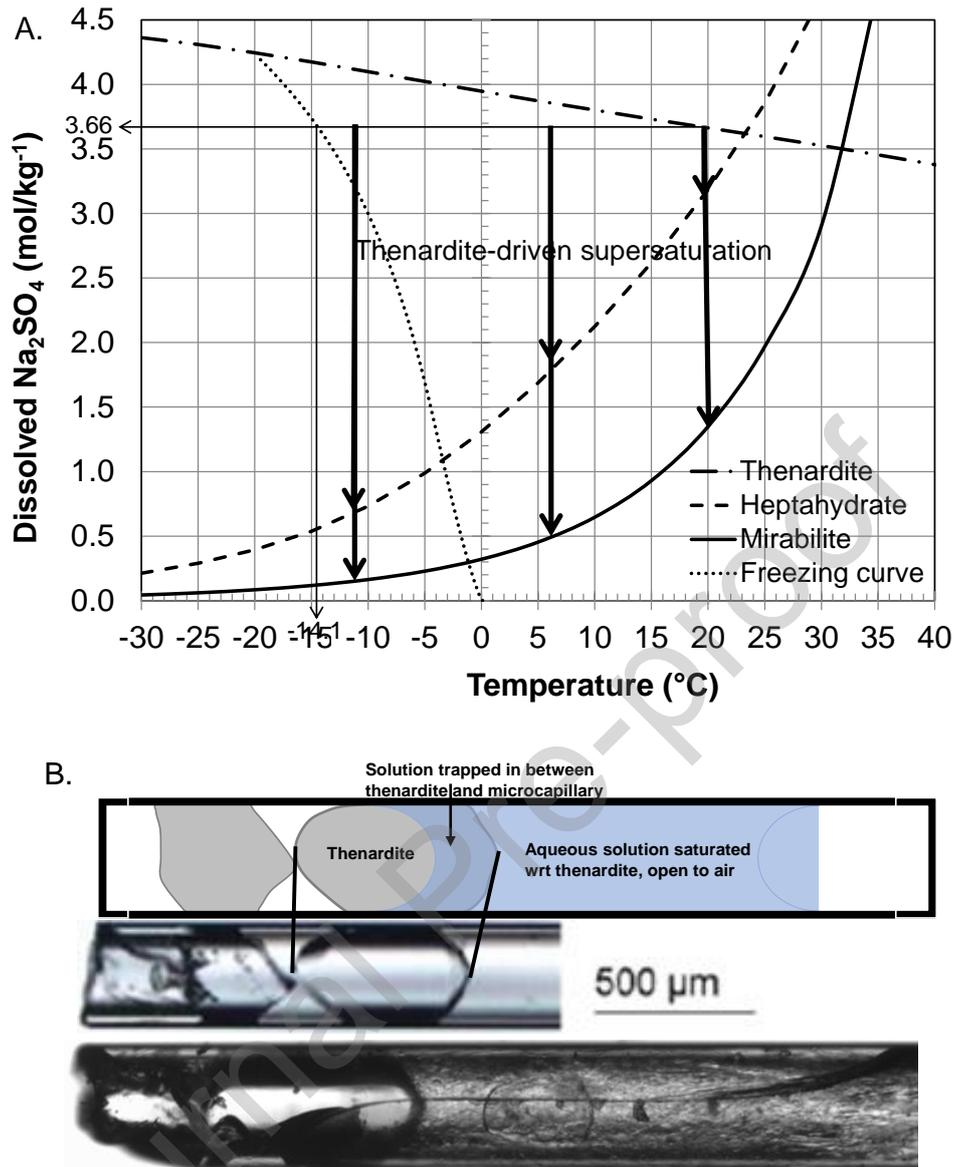 A.
Dissolved Na2SO4 (mol/kg-1)
4.5
4.0
3.66
3.5
3.0
2.5
2.0
1.5
1.0
0.5
0.0
Thenardite-driven supersaturation
Thenardite
Heptahydrate
Mirabilite
Freezing curve
-30 -25 -20 -15 -10 -5 0 5 10 15 20 25 30 35 40
-14.1
Temperature (°C)
B.
Solution trapped in between
thenardite and microcapillary
Thenardite
Aqueous solution saturated
wrt thenardite, open to air
500 µm
Journal Pre-proof